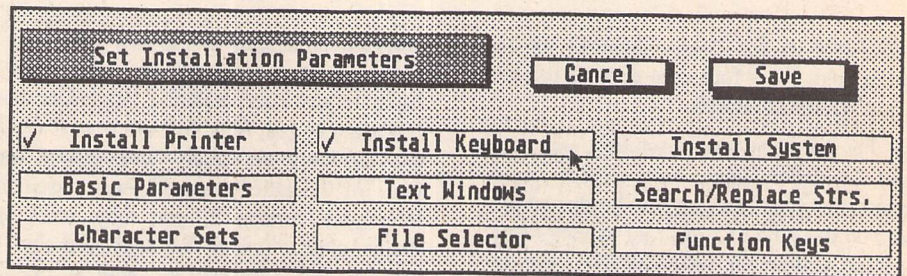 Set Installation Parameters
Cancel
Save
✓ Install Printer
✓ Install Keyboard
Install System
Basic Parameters
Text Windows
Search/Replace Strs.
Character Sets
File Selector
Function Keys